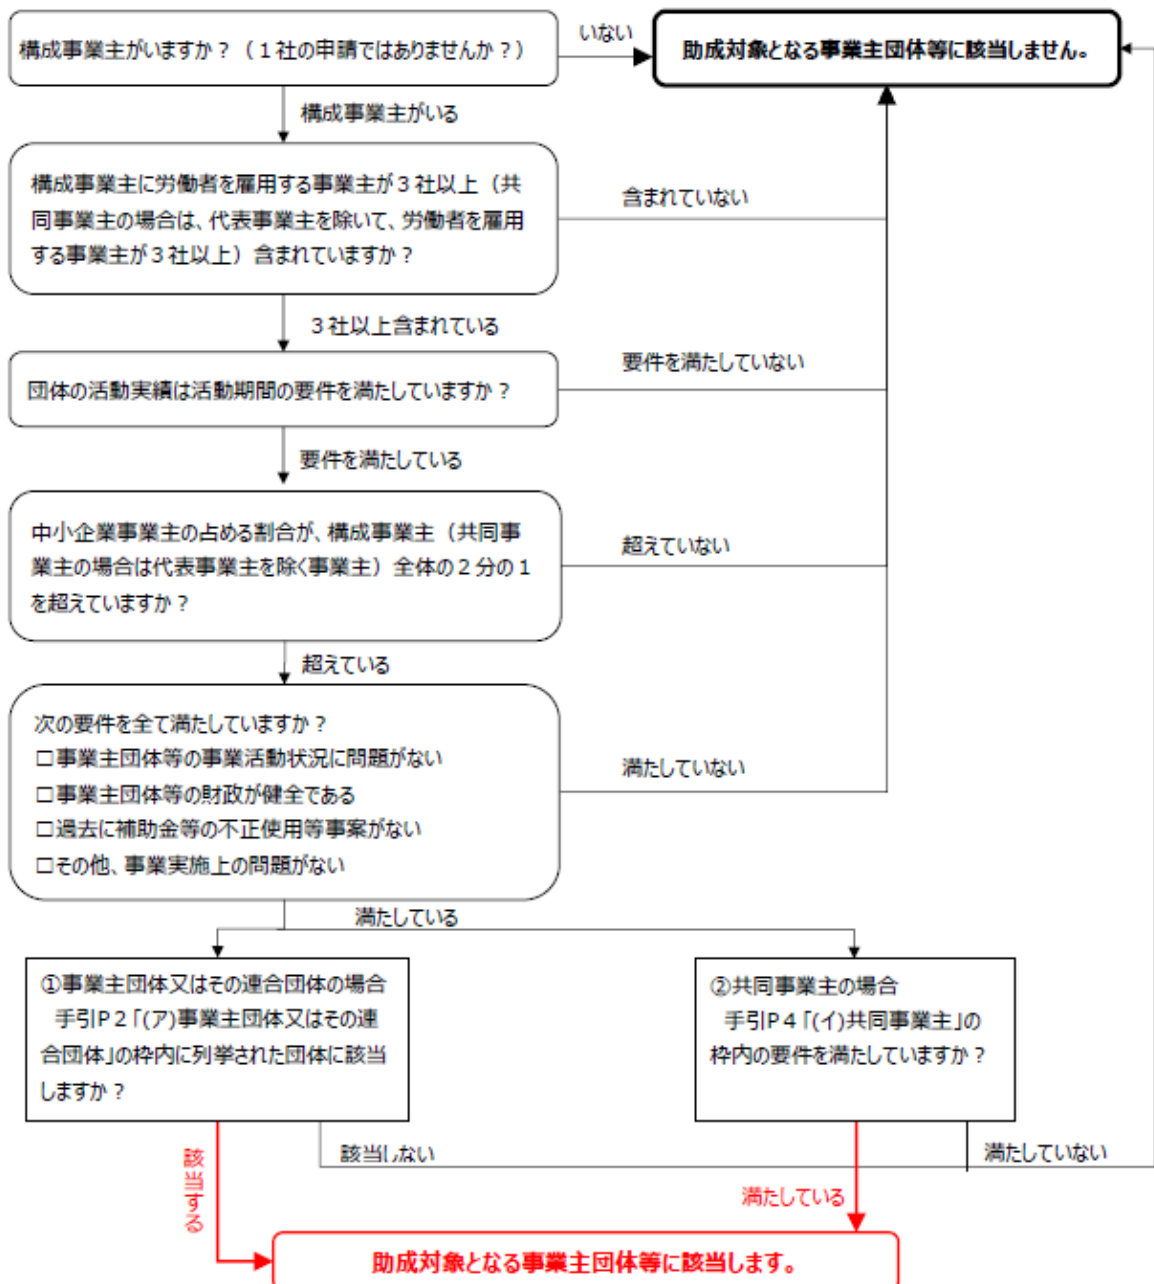 構成事業主がいますか？（１社の申請ではありませんか？）
いない
助成対象となる事業主団体等に該当しません。
構成事業主がいる
構成事業主に労働者を雇用する事業主が３社以上（共
同事業主の場合は、代表事業主を除いて、労働者を雇用
する事業主が３社以上）含まれていますか？
含まれていない
３社以上含まれている
団体の活動実績は活動期間の要件を満たしていますか？
要件を満たしていない
要件を満たしている
中小企業事業主の占める割合が、構成事業主（共同事
業主の場合は代表事業主を除く事業主）全体の２分の１
を超えていますか？
超えていない
超えている
次の要件を全て満たしていますか？
□事業主団体等の事業活動状況に問題がない
□事業主団体等の財政が健全である
□過去に補助金等の不正使用等事案がない
□その他、事業実施上の問題がない
満たしていない
満たしている
①事業主団体又はその連合団体の場合
手引P２「(ア)事業主団体又はその連
合団体」の枠内に列挙された団体に該当
しますか？
②共同事業主の場合
手引P４「(イ)共同事業主」の
枠内の要件を満たしていますか？
該当する
該当しない
満たしている
満たしていない
助成対象となる事業主団体等に該当します。